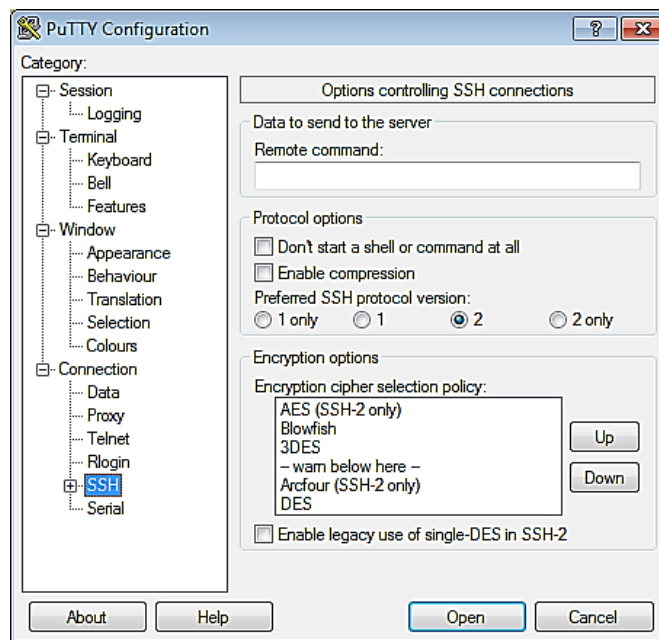 PuTTY Configuration
Category:
Session
Logging
Terminal
Keyboard
Bell
Features
Window
Appearance
Behaviour
Translation
Selection
Colours
Connection
Data
Proxy
Telnet
Rlogin
SSH
Serial
Options controlling SSH connections
Data to send to the server
Remote command:
Protocol options
Don't start a shell or command at all
Enable compression
Preferred SSH protocol version:
1 only 1 2 2 only
Encryption options
Encryption cipher selection policy:
AES (SSH-2 only)
Blowfish
3DES
-- warn below here --
Arcfour (SSH-2 only)
DES
Up
Down
Enable legacy use of single-DES in SSH-2
About Help Open Cancel